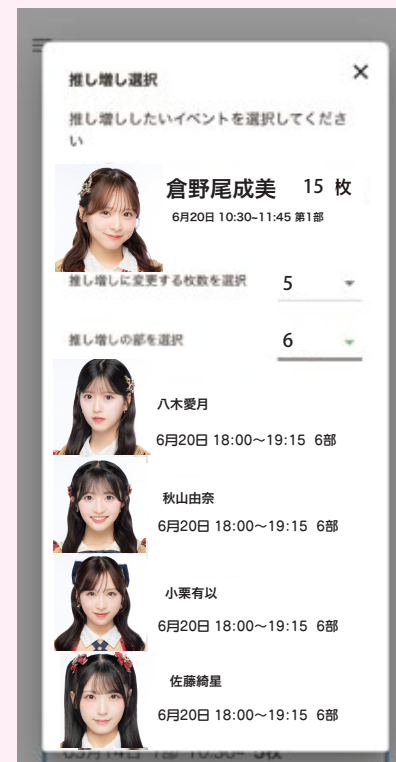 推し増し選択
推し増ししたいイベントを選択してくださ
い
倉野尾成美 15 枚
6月20日 10:30~11:45 第1部
推し増しに変更する枚数を選択 5
推し増しの部を選択 6
八木愛月
6月20日 18:00〜19:15 6部
秋山由奈
6月20日 18:00〜19:15 6部
小栗有以
6月20日 18:00〜19:15 6部
佐藤綺星
6月20日 18:00〜19:15 6部